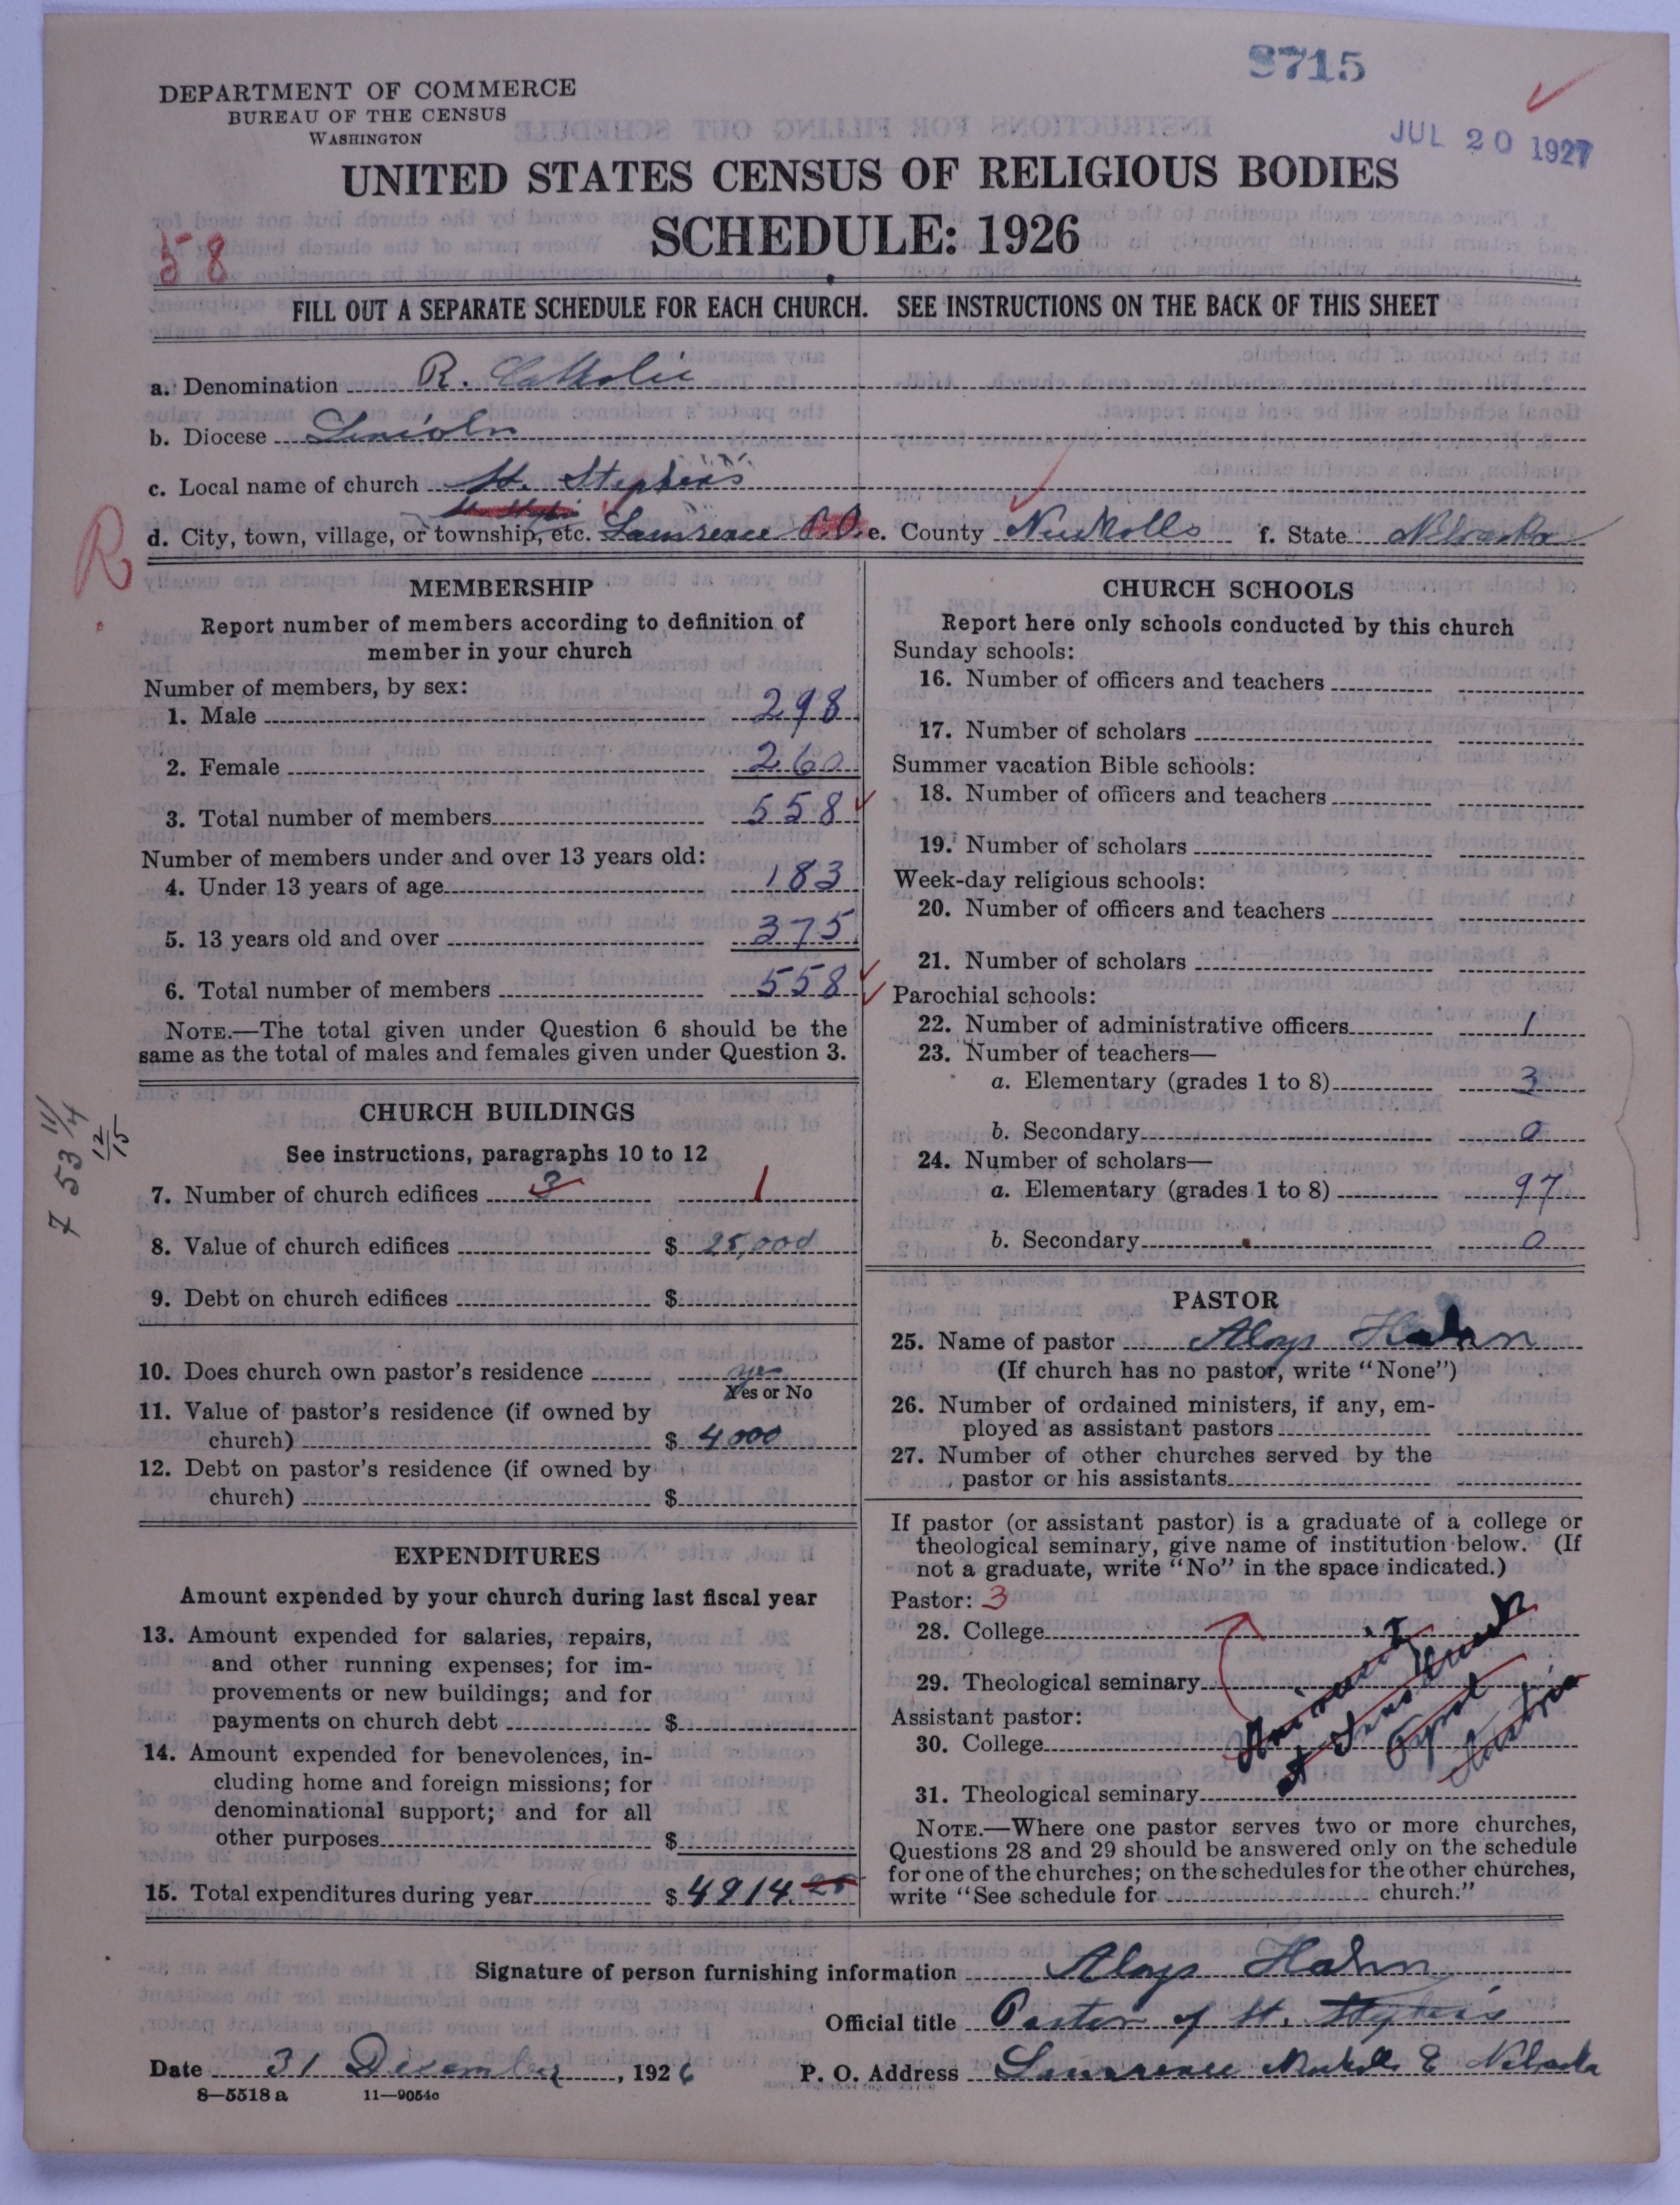 8715
DEPARTMENT OF COMMERCE
BUREAU OF THE CENSUS
WASHINGTON
JUL 20 1927
UNITED STATES CENSUS OF RELIGIOUS BODIES
SCHEDULE: 1926
58
FILL OUT A SEPARATE SCHEDULE FOR EACH CHURCH. SEE INSTRUCTIONS ON THE BACK OF THIS SHEET
a. Denomination R. Catholic
b. Diocese Lincoln
c. Local name of church St. Stephen's
R.
d. City, town, village, or township, etc. Lawrence P.O. e. County Nuckolls f. State Nebraska
MEMBERSHIP
Report number of members according to definition of
member in your church
Number of members, by sex:
1. Male 298
2. Female 260
3. Total number of members 558
Number of members under and over 13 years old:
4. Under 13 years of age 183
5. 13 years old and over 375
6. Total number of members 558
NOTE.—The total given under Question 6 should be the
same as the total of males and females given under Question 3.
CHURCH BUILDINGS
See instructions, paragraphs 10 to 12
7. Number of church edifices 3 1
8. Value of church edifices $ 25,000
9. Debt on church edifices $
10. Does church own pastor's residence yes
Yes or No
11. Value of pastor's residence (if owned by
church) $ 4000
12. Debt on pastor's residence (if owned by
church) $
EXPENDITURES
Amount expended by your church during last fiscal year
13. Amount expended for salaries, repairs,
and other running expenses; for im-
provements or new buildings; and for
payments on church debt $
14. Amount expended for benevolences, in-
cluding home and foreign missions; for
denominational support; and for all
other purposes $
15. Total expenditures during year $ 4914.25
CHURCH SCHOOLS
Report here only schools conducted by this church
Sunday schools:
16. Number of officers and teachers
17. Number of scholars
Summer vacation Bible schools:
18. Number of officers and teachers
19. Number of scholars
Week-day religious schools:
20. Number of officers and teachers
21. Number of scholars
Parochial schools:
22. Number of administrative officers 1
23. Number of teachers—
a. Elementary (grades 1 to 8) 3
b. Secondary 0
24. Number of scholars—
a. Elementary (grades 1 to 8) 97
b. Secondary 0
PASTOR
25. Name of pastor Aloys Hahn
(If church has no pastor, write "None")
26. Number of ordained ministers, if any, em-
ployed as assistant pastors
27. Number of other churches served by the
pastor or his assistants
If pastor (or assistant pastor) is a graduate of a college or
theological seminary, give name of institution below. (If
not a graduate, write "No" in the space indicated.)
Pastor: 3
28. College
29. Theological seminary
Assistant pastor:
30. College
31. Theological seminary
Austria
NOTE.—Where one pastor serves two or more churches,
Questions 28 and 29 should be answered only on the schedule
for one of the churches; on the schedules for the other churches,
write "See schedule for church."
Signature of person furnishing information Aloys Hahn
Official title Pastor of St. Stephens
Date 31 December, 1926 P. O. Address Lawrence Nuckolls Nebraska
8—5518 a 11—9054c